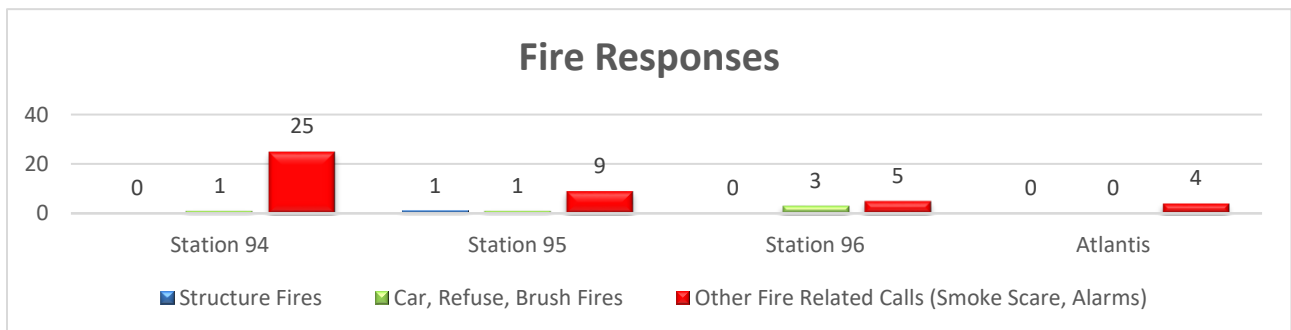 Fire Responses
40
20
0
0 1 25
1 1 9
0 3 5
0 0 4
Station 94 Station 95 Station 96 Atlantis
Structure Fires Car, Refuse, Brush Fires Other Fire Related Calls (Smoke Scare, Alarms)